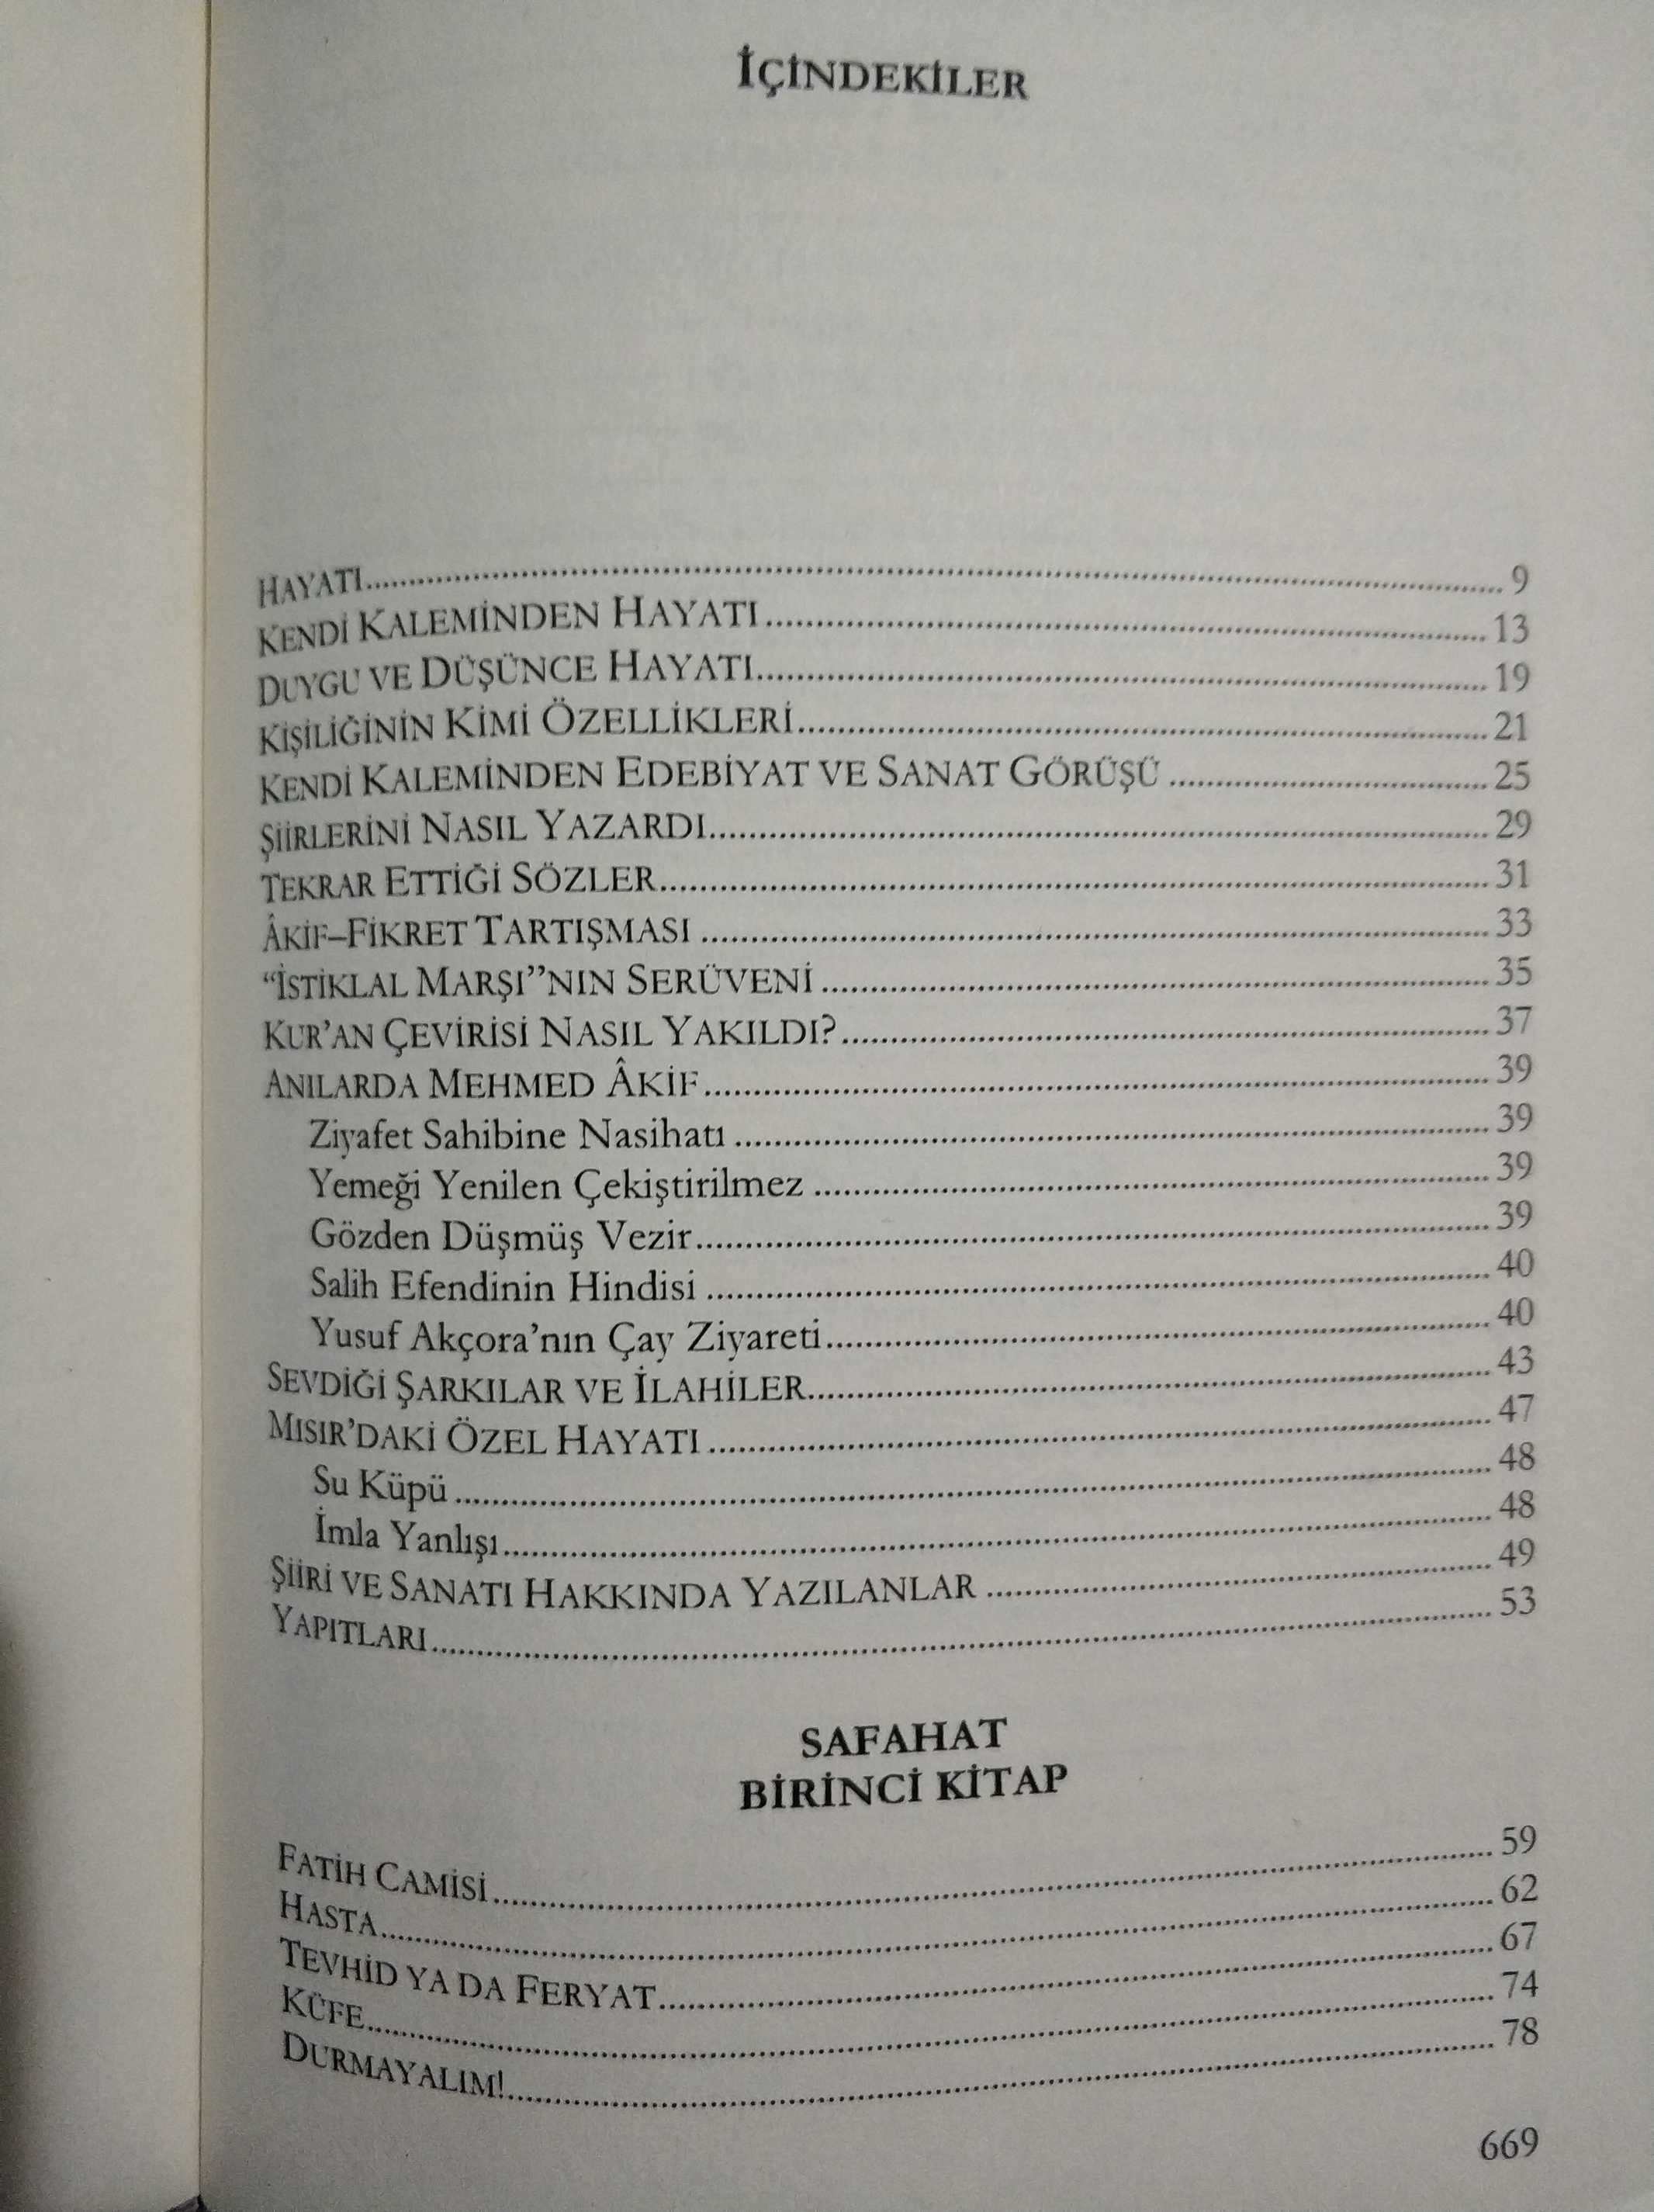 İÇİNDEKİLER
HAYATI 9
KENDİ KALEMİNDEN HAYATI 13
DUYGU VE DÜŞÜNCE HAYATI 19
KİŞİLİĞİNİN KİMİ ÖZELLİKLERİ 21
KENDİ KALEMİNDEN EDEBİYAT VE SANAT GÖRÜŞÜ 25
ŞİİRLERİNİ NASIL YAZARDI 29
TEKRAR ETTİĞİ SÖZLER 31
ÂKİF–FİKRET TARTIŞMASI 33
“İSTİKLAL MARŞI”NIN SERÜVENİ 35
KUR’AN ÇEVİRİSİ NASIL YAKILDI? 37
ANILARDA MEHMED ÂKİF 39
Ziyafet Sahibine Nasihatı 39
Yemeği Yenilen Çekiştirilmez 39
Gözden Düşmüş Vezir 39
Salih Efendinin Hindisi 40
Yusuf Akçora’nın Çay Ziyareti 40
SEVDİĞİ ŞARKILAR VE İLAHİLER 43
MISIR’DAKİ ÖZEL HAYATI 47
Su Küpü 48
İmla Yanlışı 48
ŞİİRİ VE SANATI HAKKINDA YAZILANLAR 49
YAPITLARI 53
SAFAHAT
BİRİNCİ KİTAP
FATİH CAMİSİ 59
HASTA 62
TEVHİD YA DA FERYAT 67
KÜFE 74
DURMAYALIM! 78
669